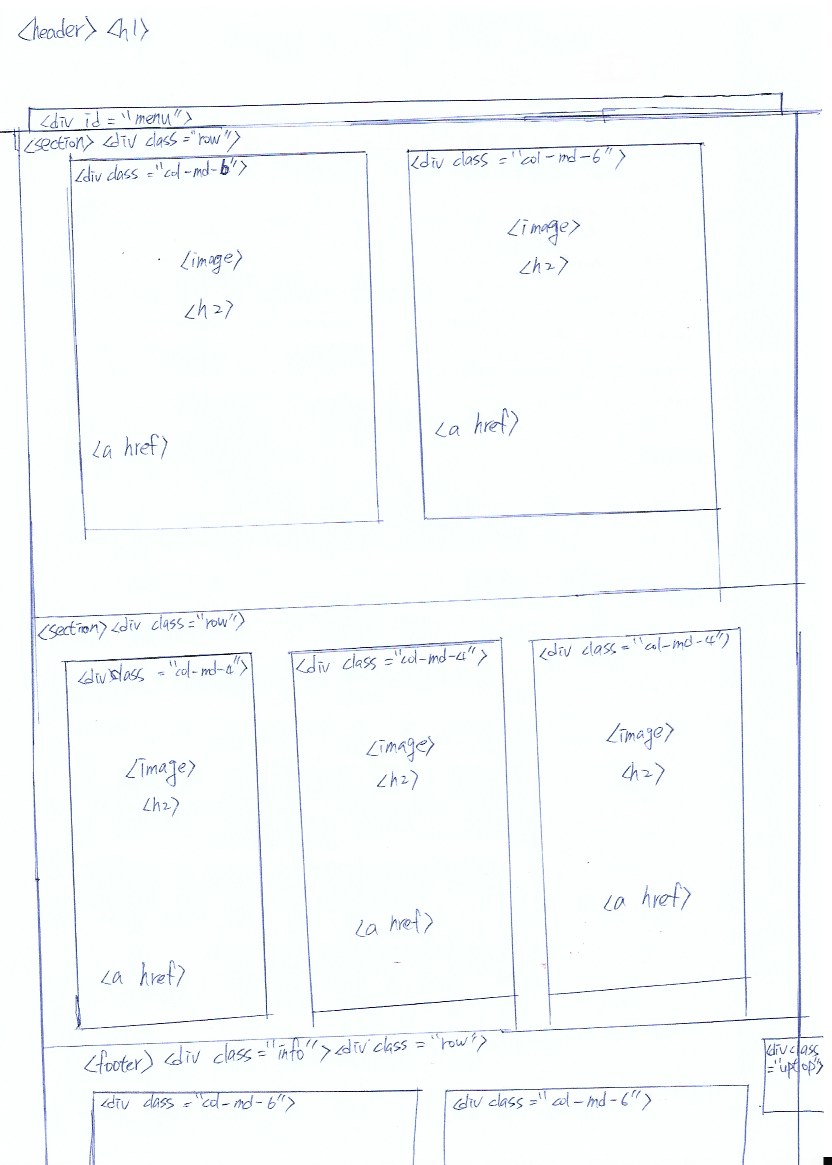 <header> <h1>
<div id = "menu">
<section> <div class = "row">
<div class = "col-md-6">
<image>
<h2>
<a href>
<div class = "col-md-6">
<image>
<h2>
<a href>
<section> <div class = "row">
<div class = "col-md-4">
<image>
<h2>
<a href>
<div class = "col-md-4">
<image>
<h2>
<a href>
<div class = "col-md-4">
<image>
<h2>
<a href>
<footer> <div class = "info"> <div class = "row">
<div class
= "uptop">
<div class = "col-md-6">
<div class = "col-md-6">